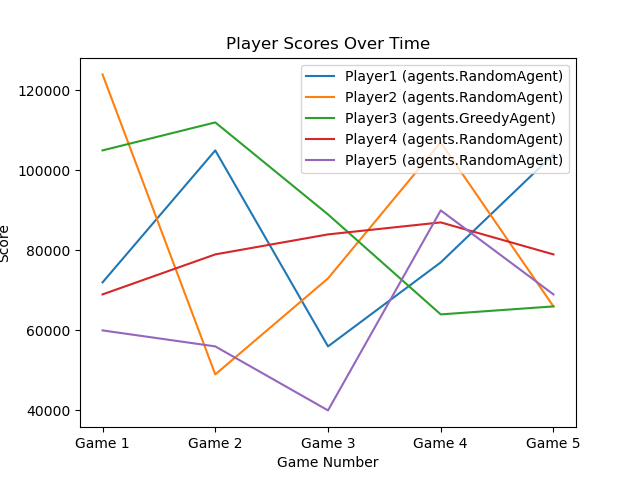 Player Scores Over Time
Player1 (agents.RandomAgent)
Player2 (agents.RandomAgent)
Player3 (agents.GreedyAgent)
Player4 (agents.RandomAgent)
Player5 (agents.RandomAgent)
120000
100000
80000
60000
40000
Score
Game 1 Game 2 Game 3 Game 4 Game 5
Game Number